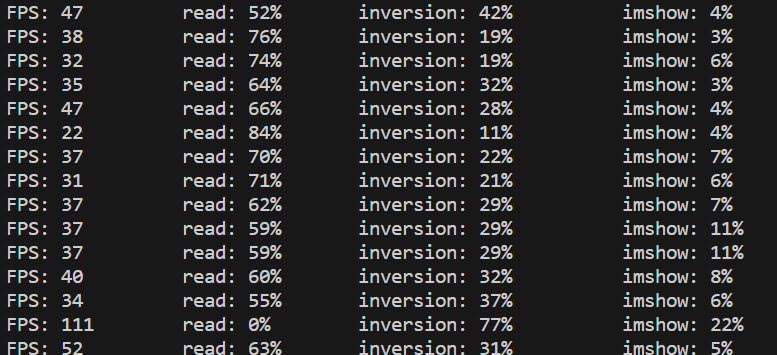 FPS: 47 read: 52% inversion: 42% imshow: 4%
FPS: 38 read: 76% inversion: 19% imshow: 3%
FPS: 32 read: 74% inversion: 19% imshow: 6%
FPS: 35 read: 64% inversion: 32% imshow: 3%
FPS: 47 read: 66% inversion: 28% imshow: 4%
FPS: 22 read: 84% inversion: 11% imshow: 4%
FPS: 37 read: 70% inversion: 22% imshow: 7%
FPS: 31 read: 71% inversion: 21% imshow: 6%
FPS: 37 read: 62% inversion: 29% imshow: 7%
FPS: 37 read: 59% inversion: 29% imshow: 11%
FPS: 37 read: 59% inversion: 29% imshow: 11%
FPS: 40 read: 60% inversion: 32% imshow: 8%
FPS: 34 read: 55% inversion: 37% imshow: 6%
FPS: 111 read: 0% inversion: 77% imshow: 22%
FPS: 52 read: 63% inversion: 31% imshow: 5%